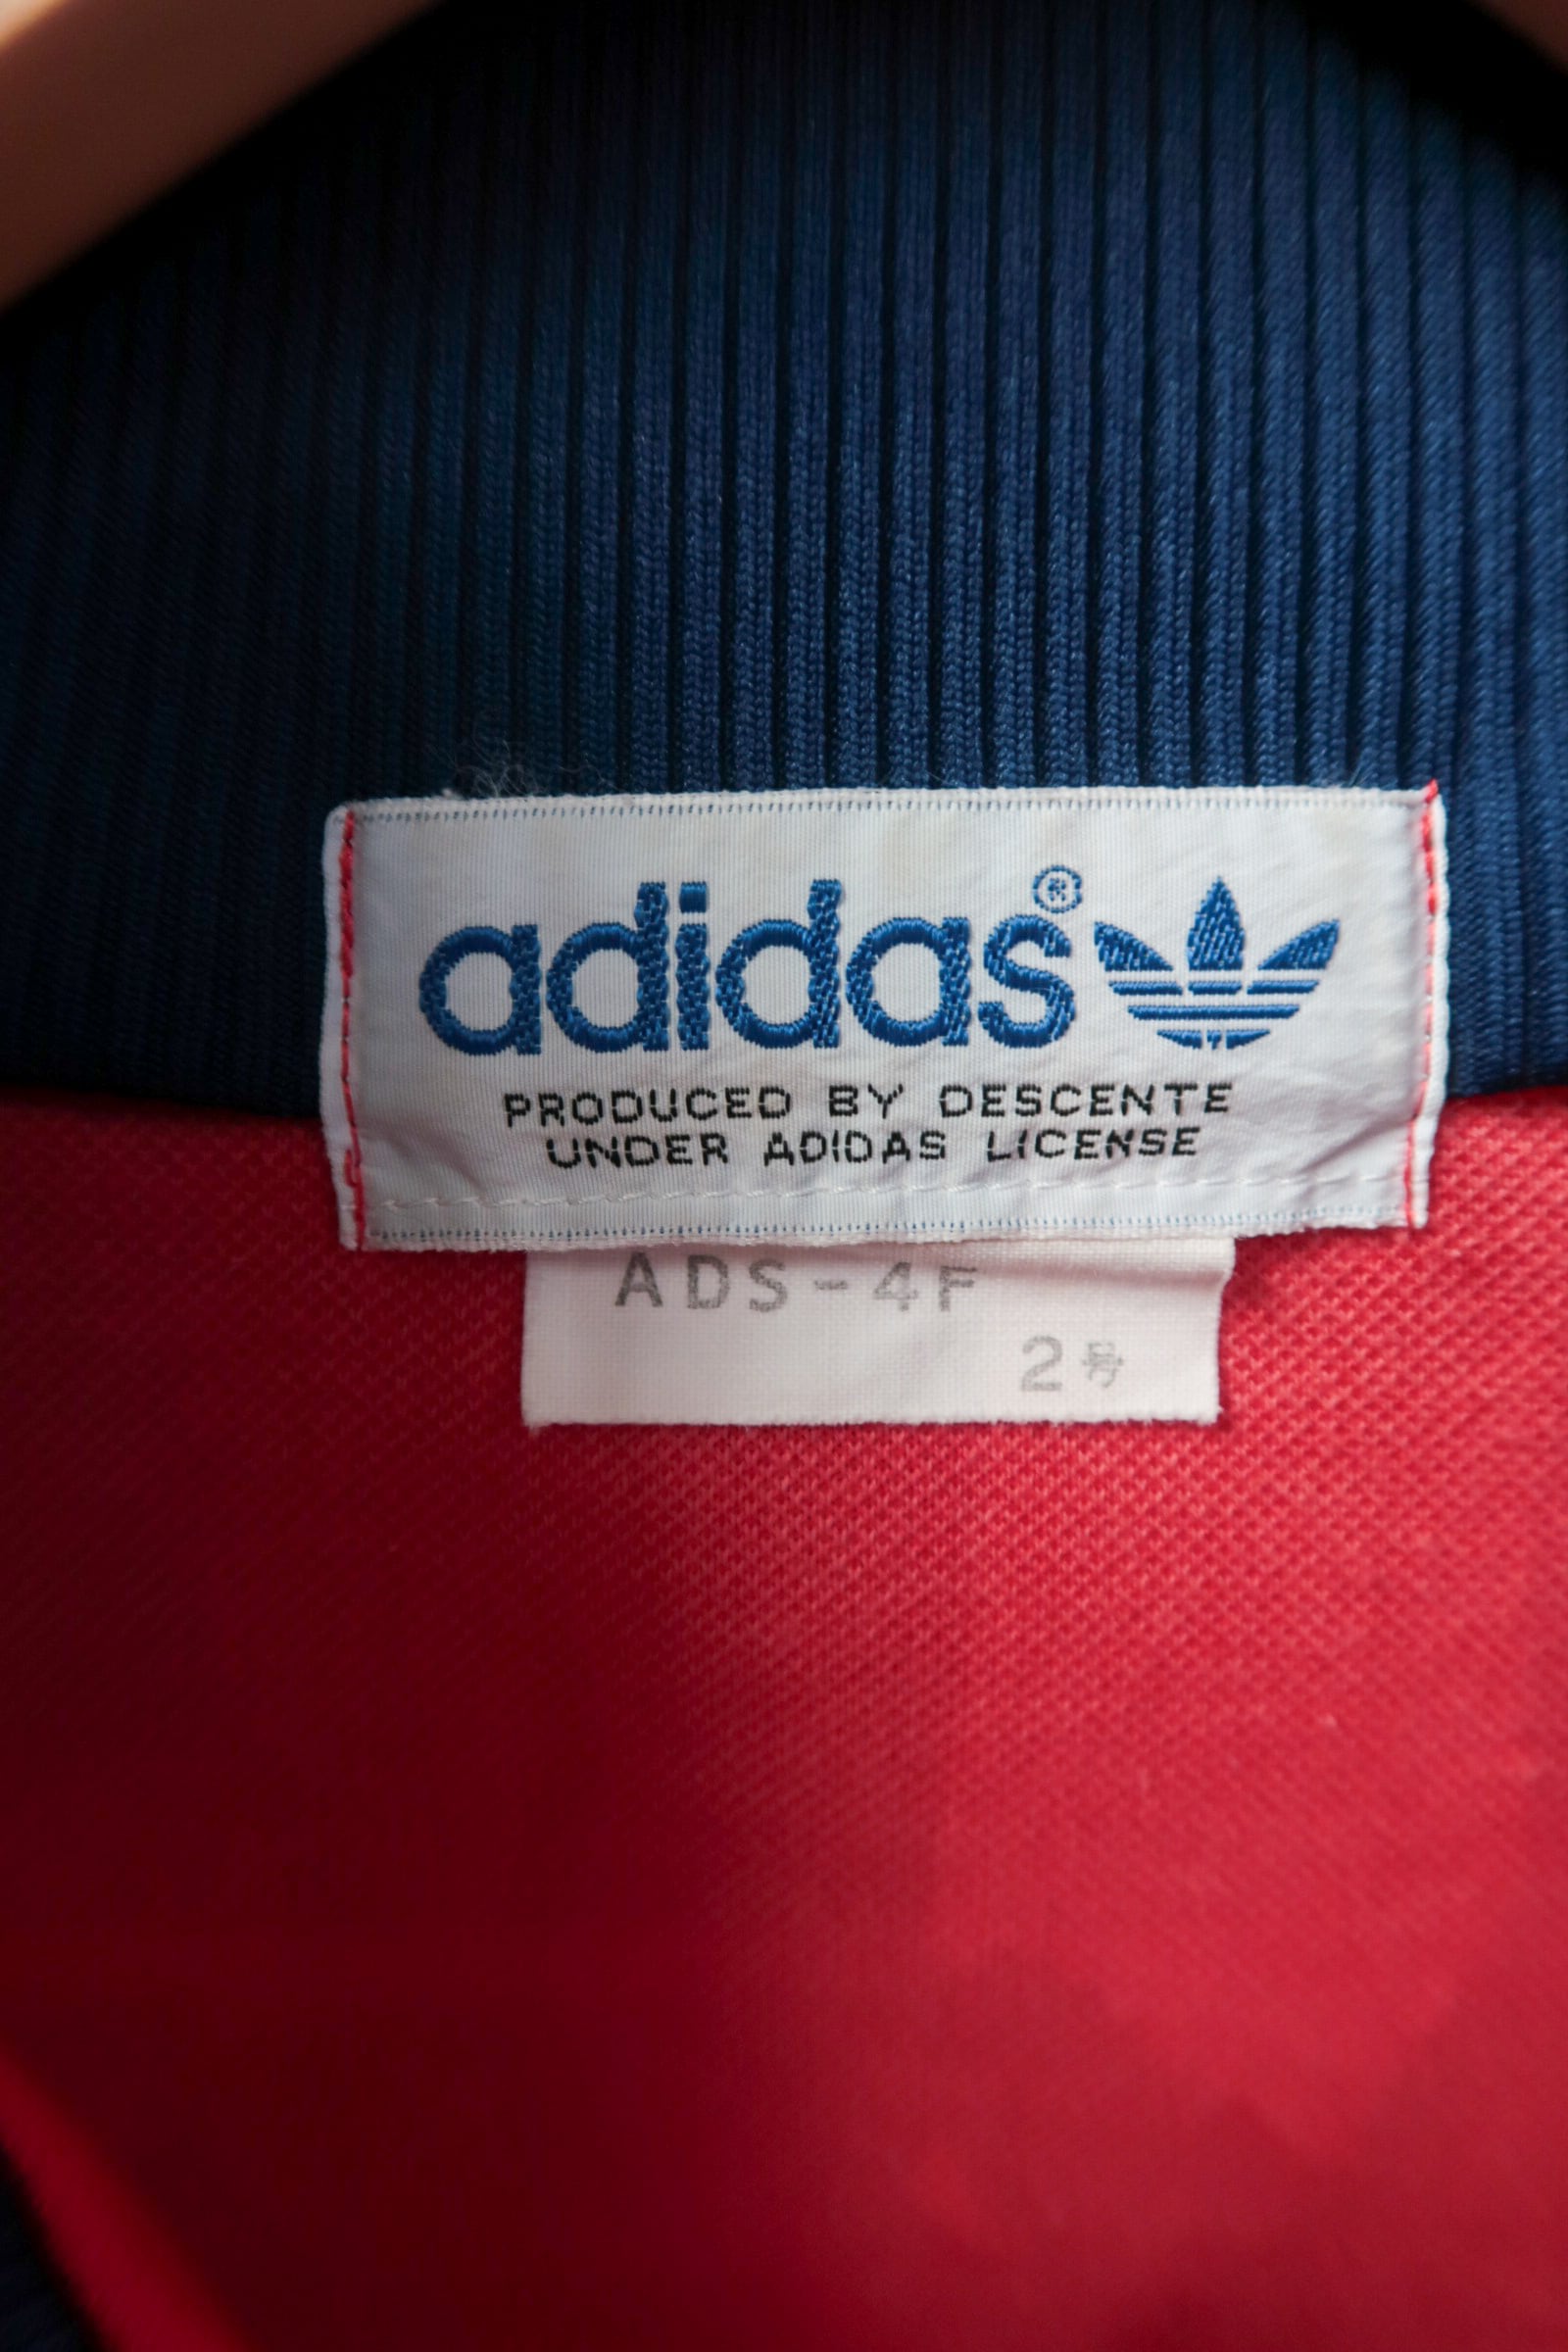 adidas®
PRODUCED BY DESCENTE
UNDER ADIDAS LICENSE
ADS-4F
2号